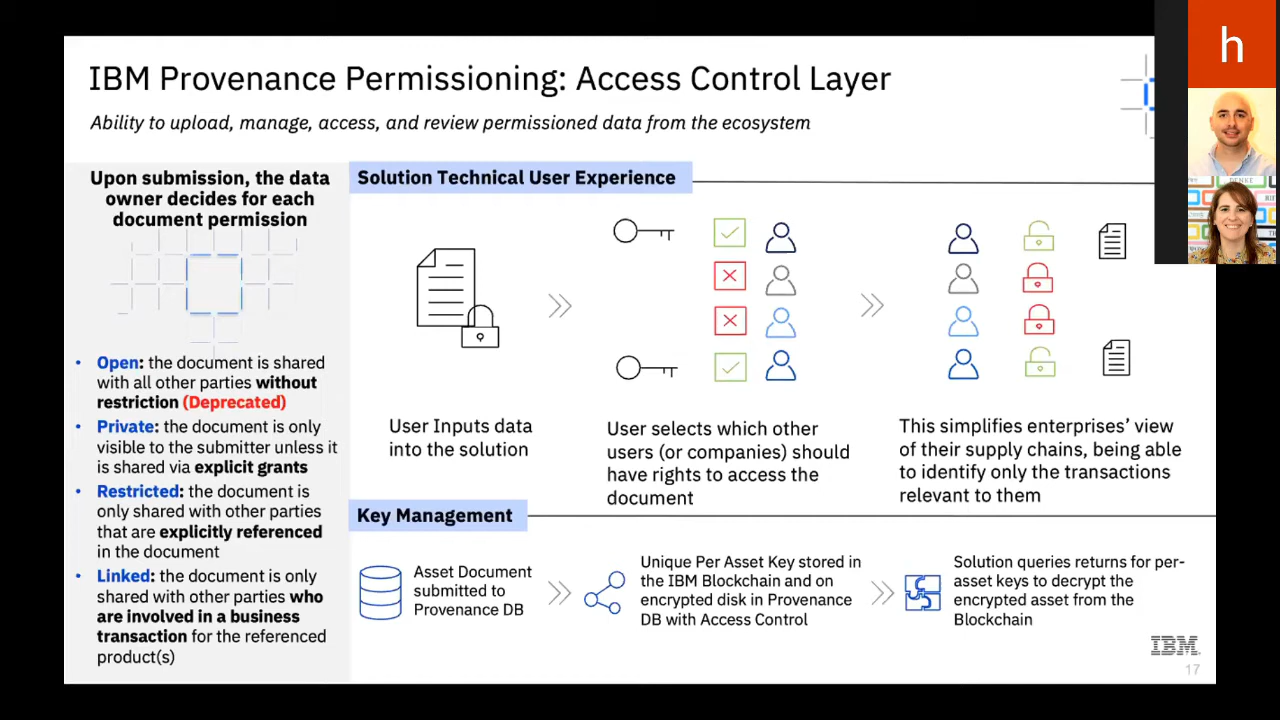 IBM Provenance Permissioning: Access Control Layer
Ability to upload, manage, access, and review permissioned data from the ecosystem
h
Upon submission, the data
owner decides for each
document permission
• Open: the document is shared
with all other parties without
restriction (Deprecated)
• Private: the document is only
visible to the submitter unless it
is shared via explicit grants
• Restricted: the document is
only shared with other parties
that are explicitly referenced
in the document
• Linked: the document is only
shared with other parties who
are involved in a business
transaction for the referenced
product(s)
Solution Technical User Experience
User Inputs data
into the solution
User selects which other
users (or companies) should
have rights to access the
document
This simplifies enterprises’ view
of their supply chains, being able
to identify only the transactions
relevant to them
Key Management
Asset Document
submitted to
Provenance DB
Unique Per Asset Key stored in
the IBM Blockchain and on
encrypted disk in Provenance
DB with Access Control
Solution queries returns for per-
asset keys to decrypt the
encrypted asset from the
Blockchain
IBM
17